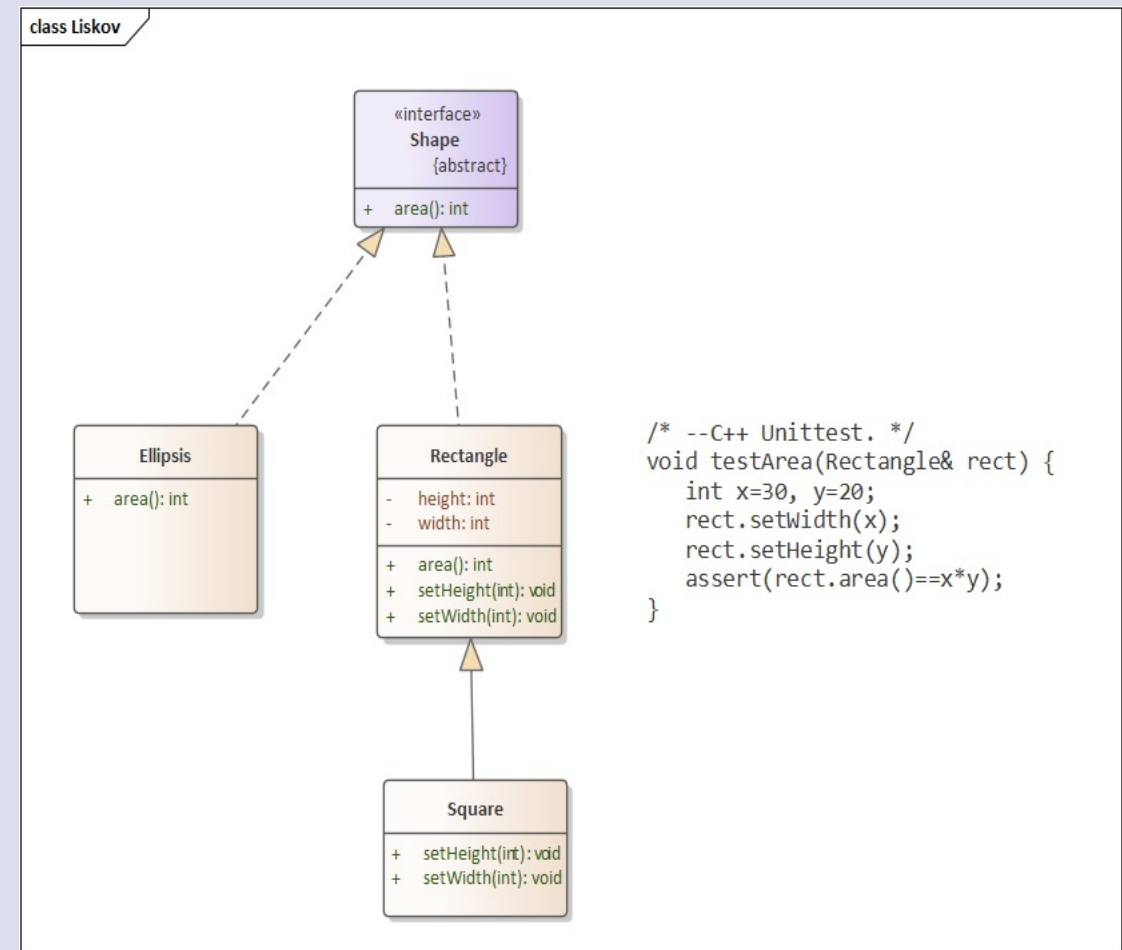 class Liskov
«interface»
Shape
{abstract}
+ area(): int
Ellipsis
+ area(): int
Rectangle
- height: int
- width: int
+ area(): int
+ setHeight(int): void
+ setWidth(int): void
/* --C++ Unittest. */
void testArea(Rectangle& rect) {
int x=30, y=20;
rect.setWidth(x);
rect.setHeight(y);
assert(rect.area()==x*y);
}
Square
+ setHeight(int): void
+ setWidth(int): void